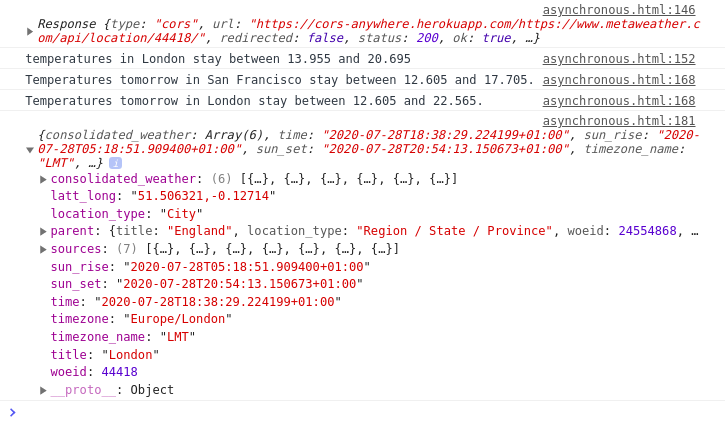 asynchronous.html:146
Response {type: "cors", url: "https://cors-anywhere.herokuapp.com/https://www.metaweather.c
om/api/location/44418/", redirected: false, status: 200, ok: true, …}
temperatures in London stay between 13.955 and 20.695 asynchronous.html:152
Temperatures tomorrow in San Francisco stay between 12.605 and 17.705. asynchronous.html:168
Temperatures tomorrow in London stay between 12.605 and 22.565. asynchronous.html:168
asynchronous.html:181
{consolidated_weather: Array(6), time: "2020-07-28T18:38:29.224199+01:00", sun_rise: "2020-
07-28T05:18:51.909400+01:00", sun_set: "2020-07-28T20:54:13.150673+01:00", timezone_name:
"LMT", …} i
consolidated_weather: (6) [{…}, {…}, {…}, {…}, {…}, {…}]
latt_long: "51.506321,-0.12714"
location_type: "City"
parent: {title: "England", location_type: "Region / State / Province", woeid: 24554868, …
sources: (7) [{…}, {…}, {…}, {…}, {…}, {…}, {…}]
sun_rise: "2020-07-28T05:18:51.909400+01:00"
sun_set: "2020-07-28T20:54:13.150673+01:00"
time: "2020-07-28T18:38:29.224199+01:00"
timezone: "Europe/London"
timezone_name: "LMT"
title: "London"
woeid: 44418
__proto__: Object